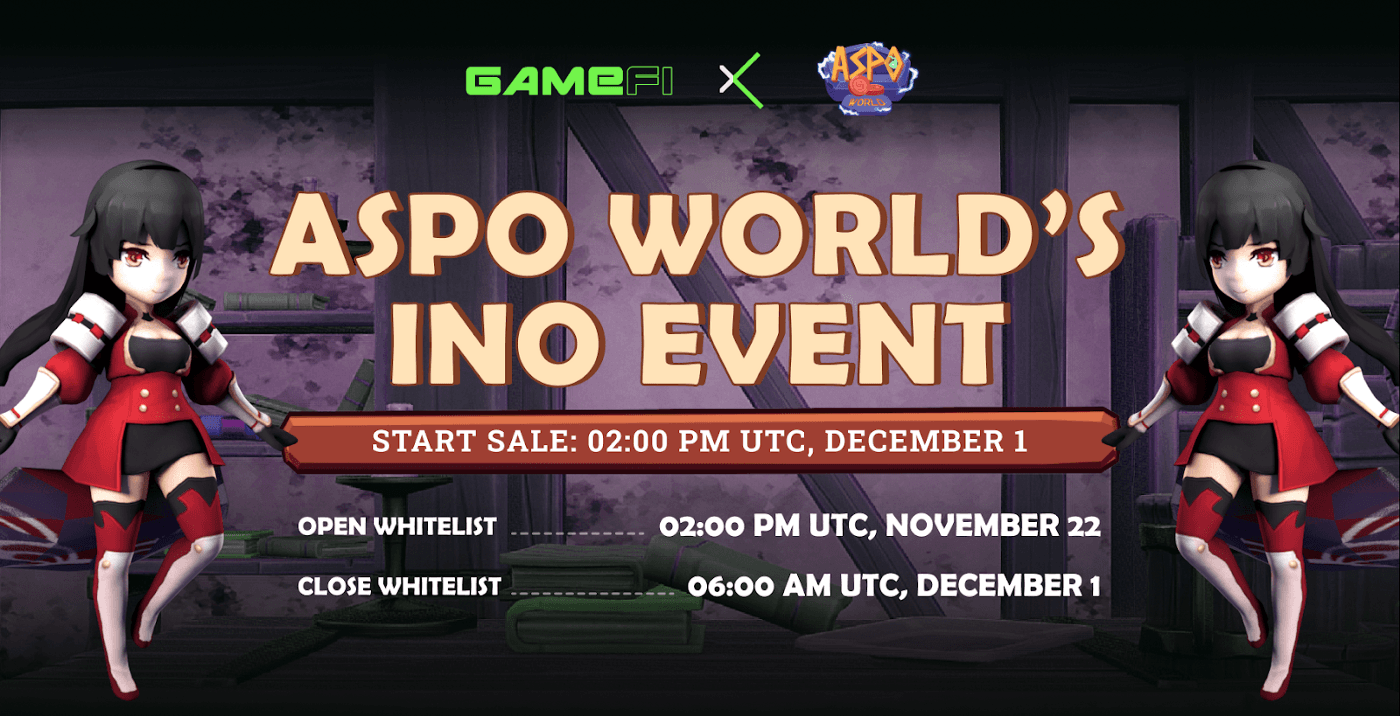 GAMEFI X ASPO
WORLD
ASPO WORLD'S
INO EVENT
START SALE: 02:00 PM UTC, DECEMBER 1
OPEN WHITELIST ........................ 02:00 PM UTC, NOVEMBER 22
CLOSE WHITELIST ........................ 06:00 AM UTC, DECEMBER 1